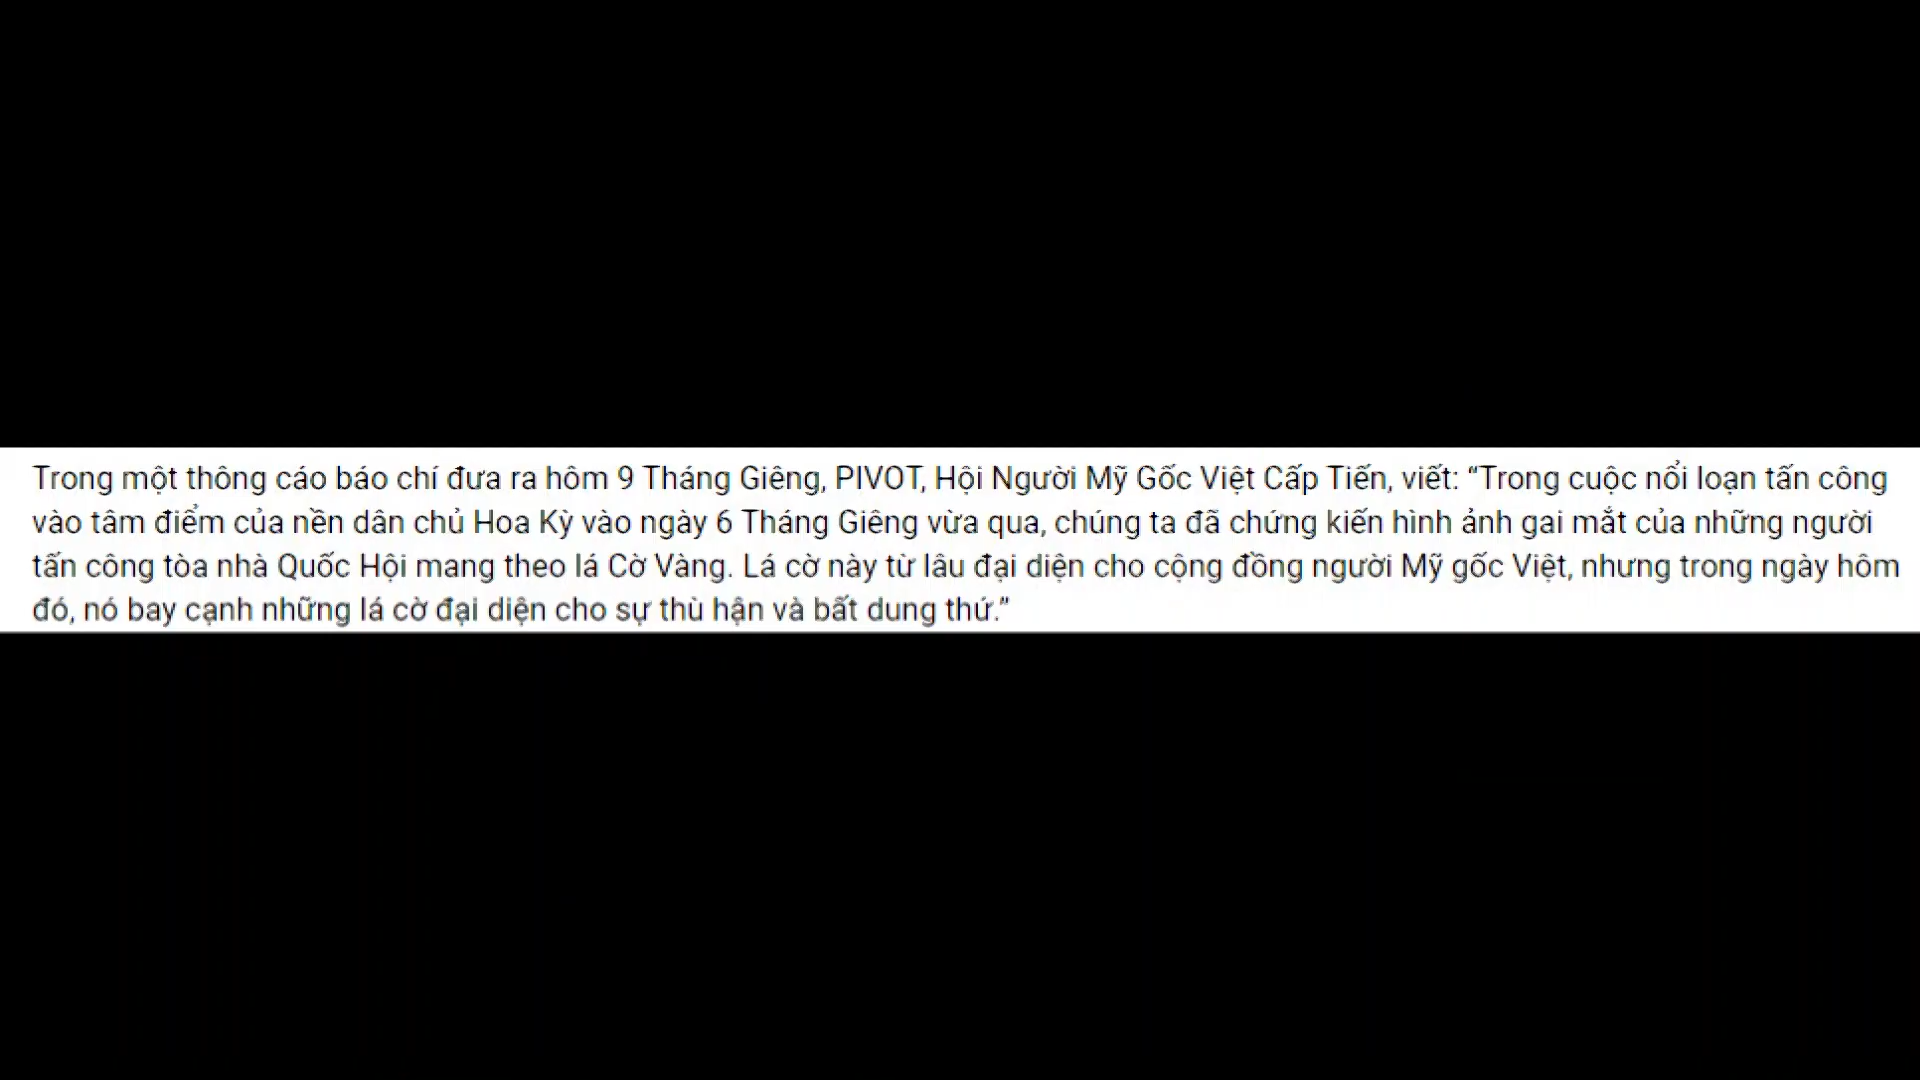 Trong một thông cáo báo chí đưa ra hôm 9 Tháng Giêng, PIVOT, Hội Người Mỹ Gốc Việt Cấp Tiến, viết: “Trong cuộc nổi loạn tấn công
vào tâm điểm của nền dân chủ Hoa Kỳ vào ngày 6 Tháng Giêng vừa qua, chúng ta đã chứng kiến hình ảnh gai mắt của những người
tấn công tòa nhà Quốc Hội mang theo lá Cờ Vàng. Lá cờ này từ lâu đại diện cho cộng đồng người Mỹ gốc Việt, nhưng trong ngày hôm
đó, nó bay cạnh những lá cờ đại diện cho sự thù hận và bất dung thứ.”